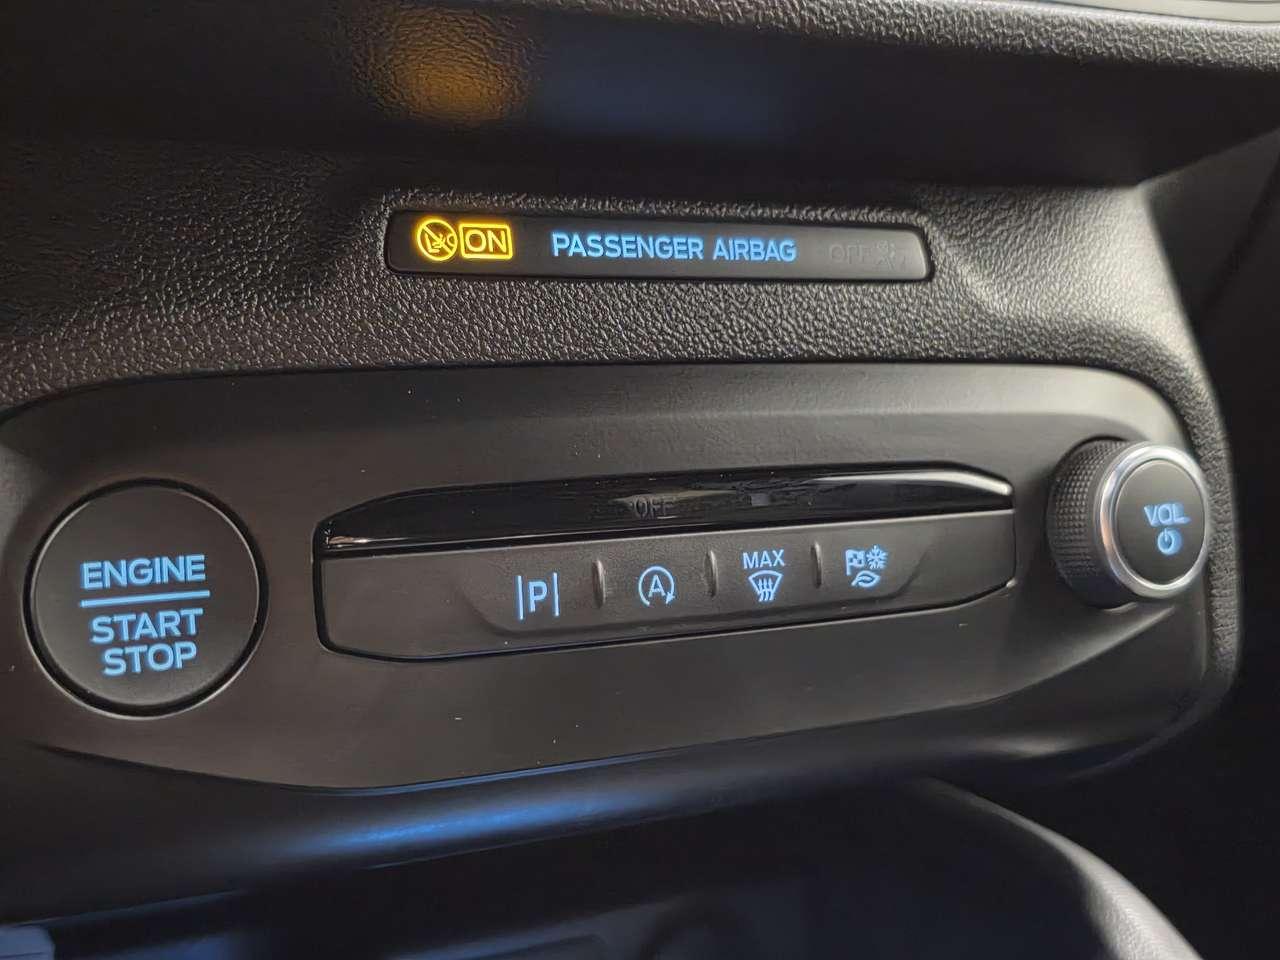 ON PASSENGER AIRBAG OFF
OFF
ENGINE
START
STOP
P
A
MAX
VOL